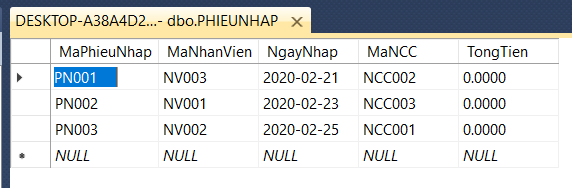 DESKTOP-A38A4D2...- dbo.PHIEUNHAP
MaPhieuNhap MaNhanVien NgayNhap MaNCC TongTien
PN001 NV003 2020-02-21 NCC002 0.0000
PN002 NV001 2020-02-23 NCC003 0.0000
PN003 NV002 2020-02-25 NCC001 0.0000
NULL NULL NULL NULL NULL